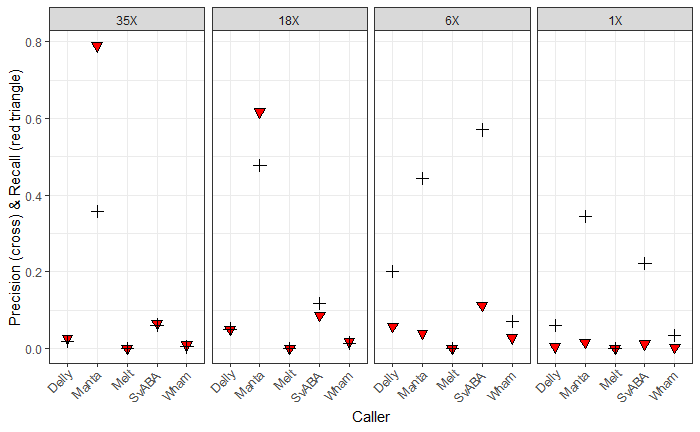 35X 18X 6X 1X
Precision (cross) & Recall (red triangle)
0.8
0.6
0.4
0.2
0.0
Delly Manta Melt SvABA Wham Delly Manta Melt SvABA Wham Delly Manta Melt SvABA Wham Delly Manta Melt SvABA Wham
Caller